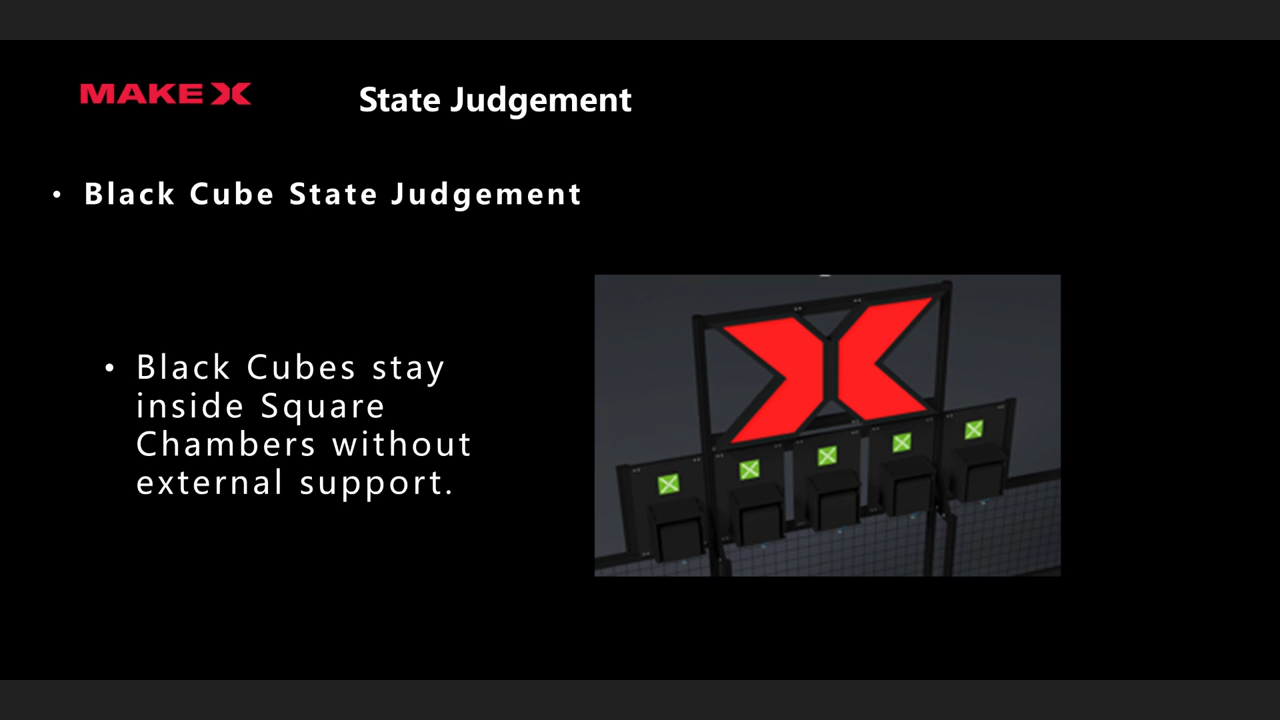 MAKE X
State Judgement
• Black Cube State Judgement
• Black Cubes stay
inside Square
Chambers without
external support.